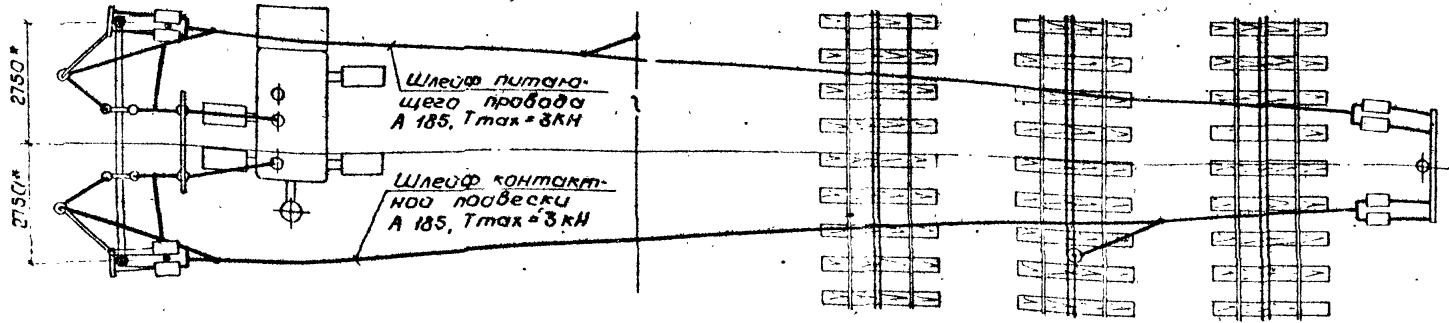 2750*
2750*
Шлейф питаю-
щего провода
А 185, Tmax = 3кН
Шлейф контакт-
ной подвески
А 185, Tmax = 3кН